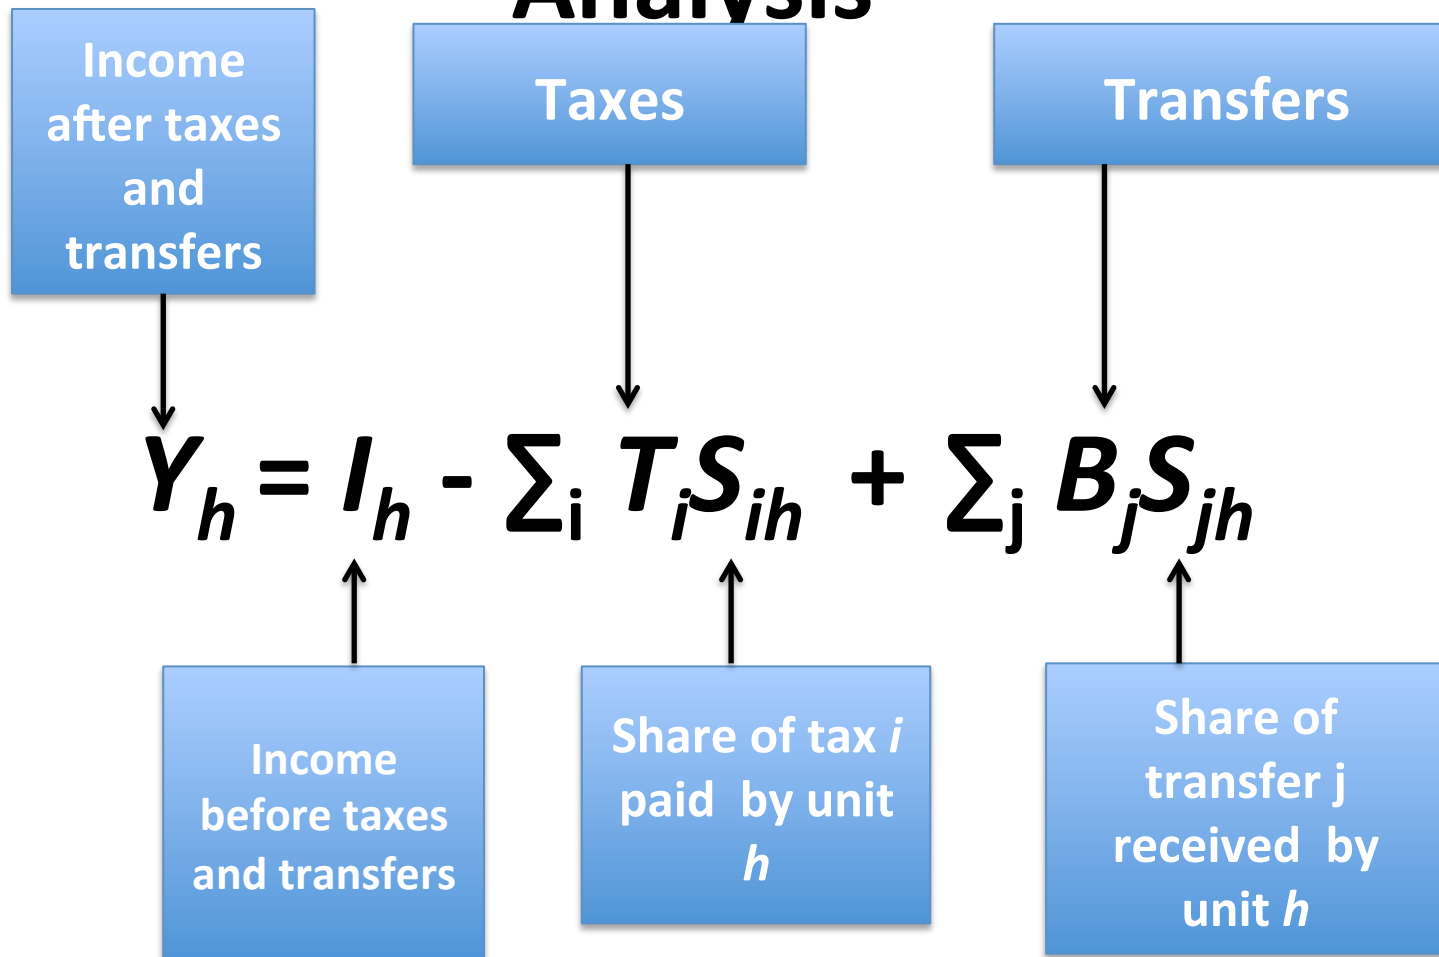 Analysis
Income
after taxes
and
transfers
Taxes
Transfers
Yₕ = Iₕ - ∑ᵢ TᵢSᵢₕ + ∑ⱼ BⱼSⱼₕ
Income
before taxes
and transfers
Share of tax i
paid by unit
h
Share of
transfer j
received by
unit h